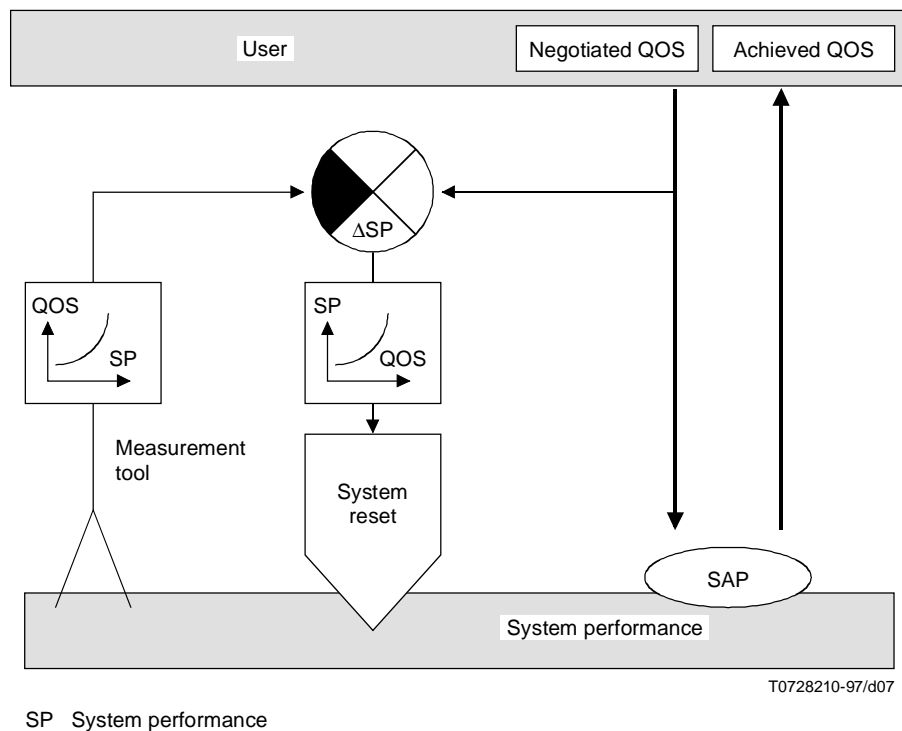 User
Negotiated QOS
Achieved QOS
ΔSP
QOS
SP
SP
QOS
Measurement
tool
System
reset
SAP
System performance
T0728210-97/d07
SP System performance